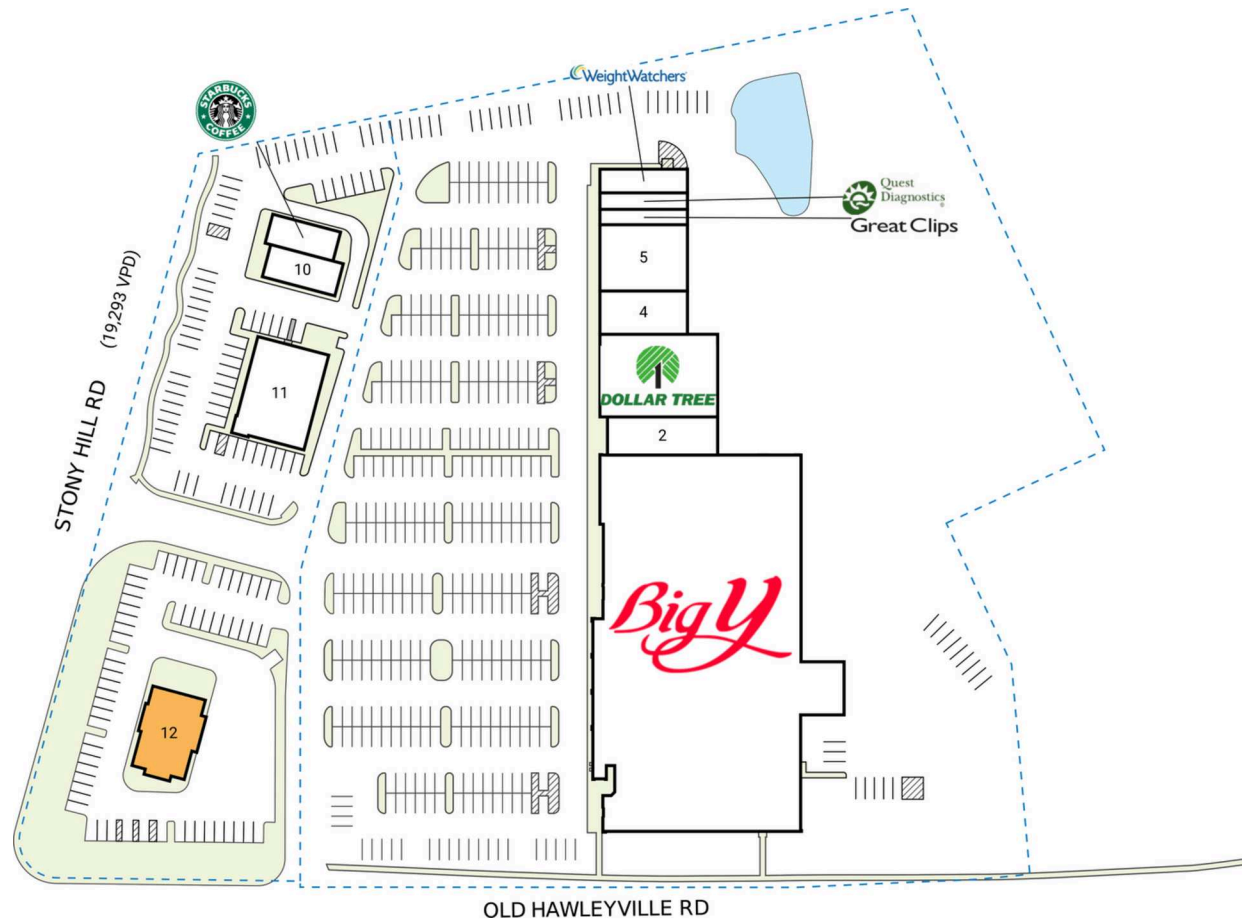 WeightWatchers
STARBUCKS
COFFEE
Quest
Diagnostics
Great Clips
5
10
(19,293 VPD)
4
11
DOLLAR TREE
STONY HILL RD
2
Big Y
12
OLD HAWLEYVILLE RD